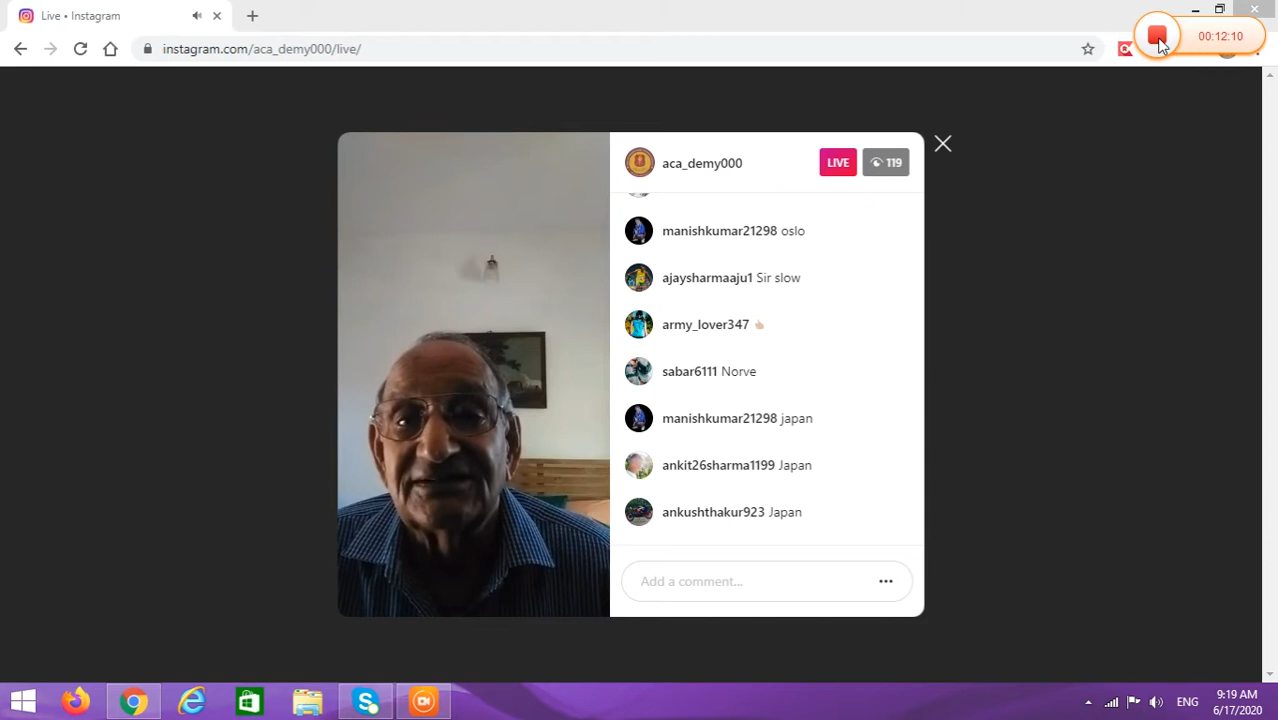 Live • Instagram
instagram.com/aca_demy000/live/
00:12:10
aca_demy000
LIVE
119
manishkumar21298 oslo
ajaysharmaaju1 Sir slow
army_lover347
sabar6111 Norve
manishkumar21298 japan
ankit26sharma1199 Japan
ankushthakur923 Japan
Add a comment...
ENG
9:19 AM
6/17/2020